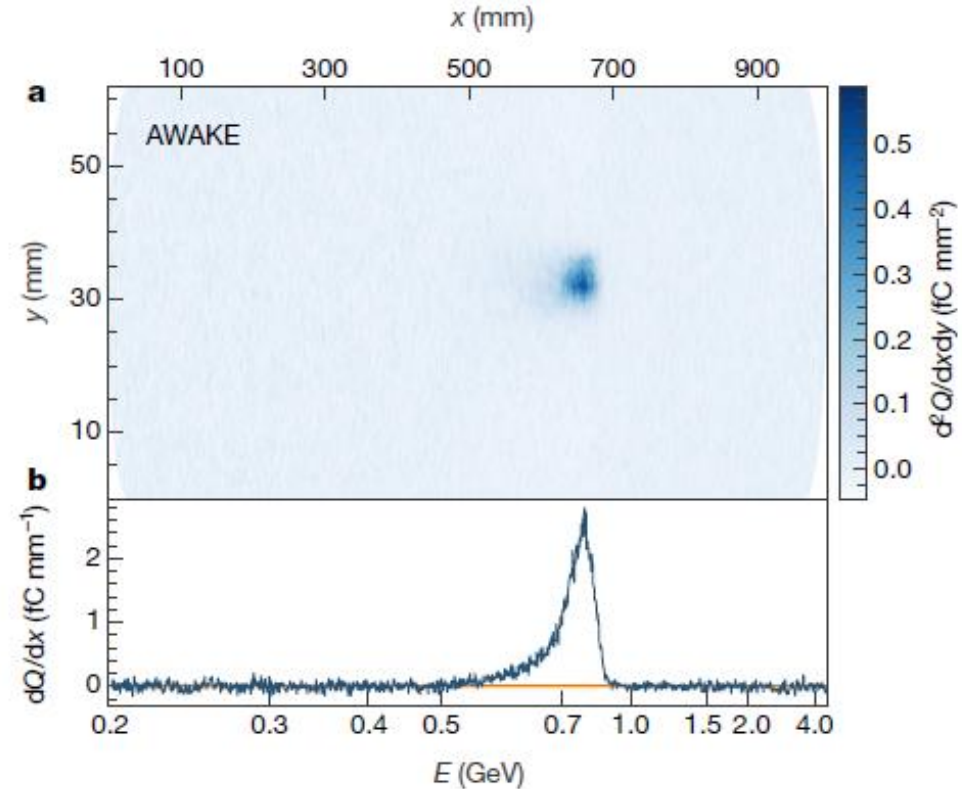 x (mm)
100 300 500 700 900
a
AWAKE
50
30
10
y (mm)
0.5
0.4
0.3
0.2
0.1
0.0
d²Q/dxdy (fC mm⁻²)
b
2
1
0
dQ/dx (fC mm⁻¹)
0.2 0.3 0.4 0.5 0.7 1.0 1.5 2.0 4.0
E (GeV)